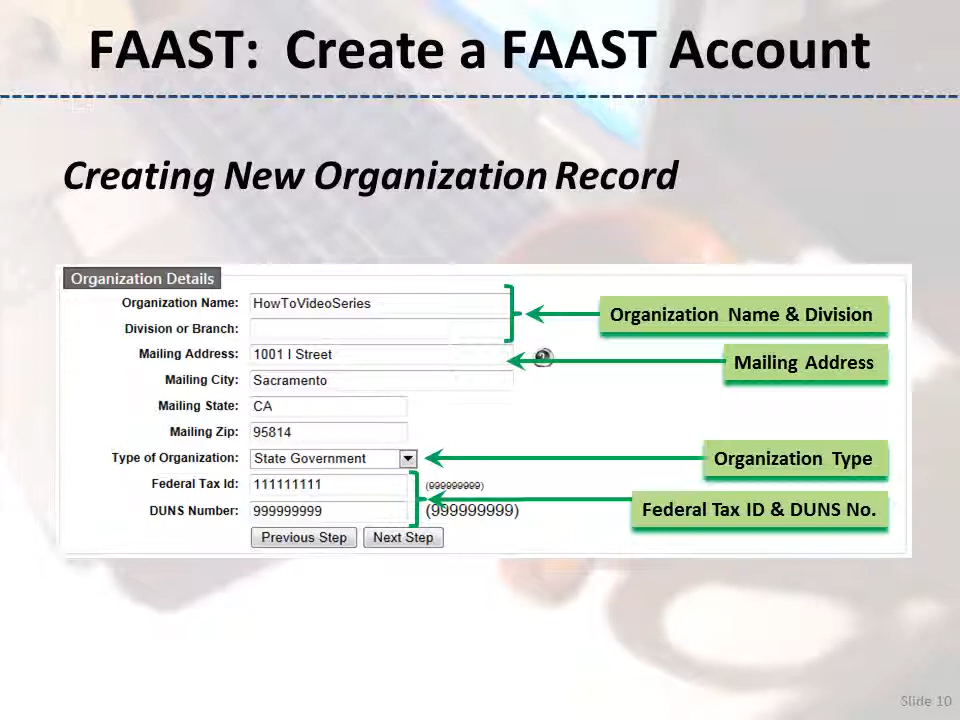 FAAST: Create a FAAST Account
Creating New Organization Record
Organization Details
Organization Name: HowToVideoSeries
Organization Name & Division
Division or Branch:
Mailing Address: 1001 I Street
Mailing Address
Mailing City: Sacramento
Mailing State: CA
Mailing Zip: 95814
Type of Organization: State Government
Organization Type
Federal Tax Id: 111111111 (999999999)
DUNS Number: 999999999 (999999999)
Federal Tax ID & DUNS No.
Previous Step Next Step
Slide 10